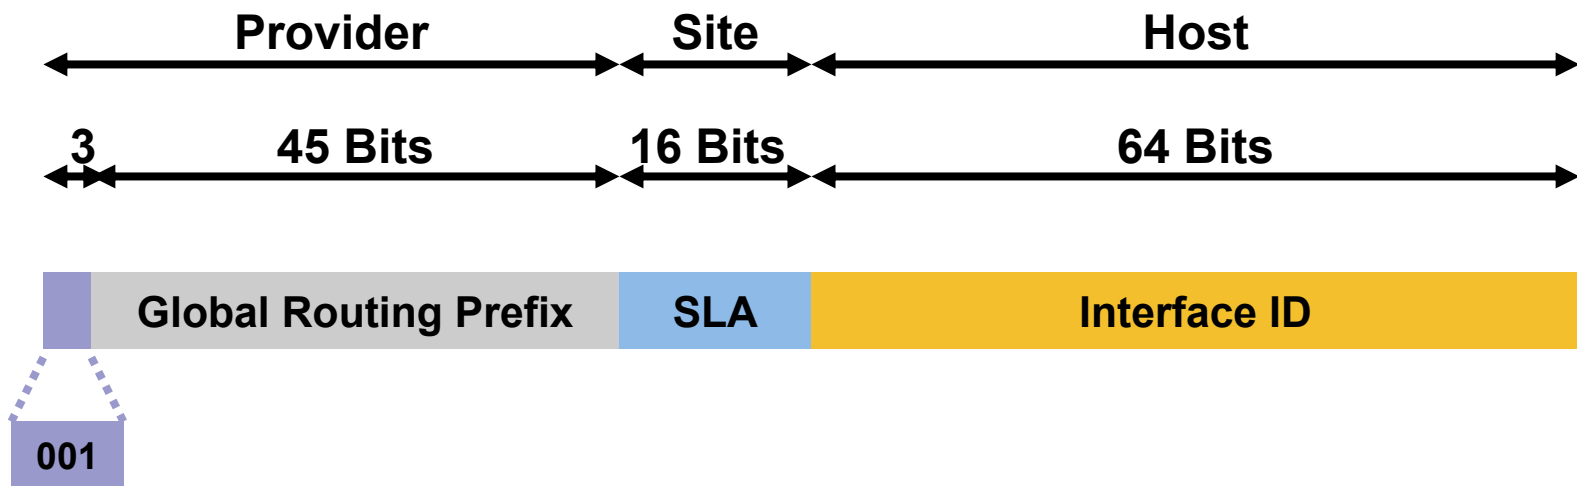 Provider Site Host
3 45 Bits 16 Bits 64 Bits
Global Routing Prefix SLA Interface ID
001